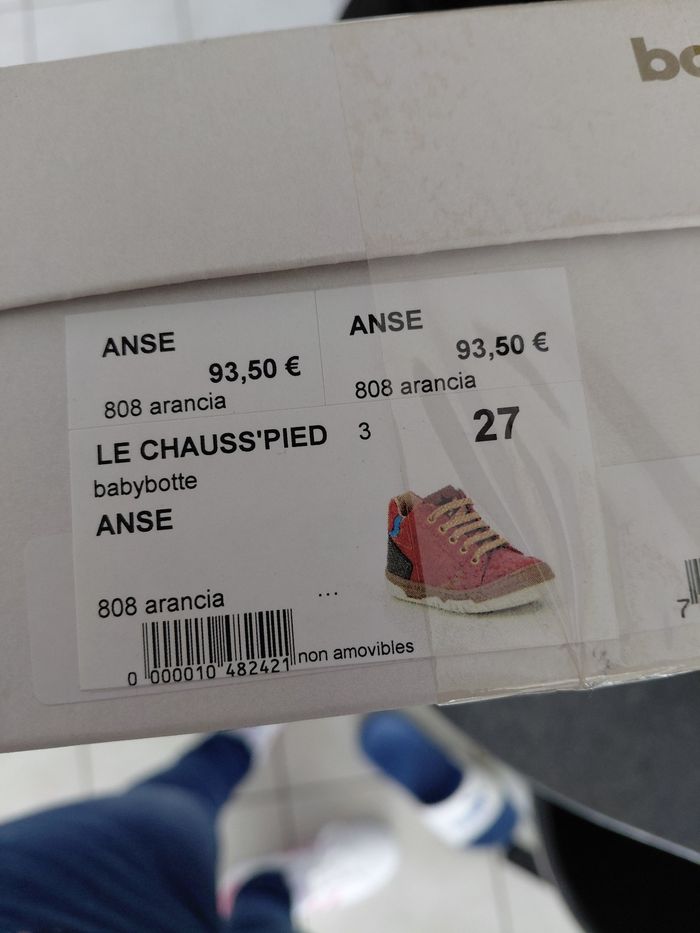 ANSE
93,50 €
808 arancia
ANSE
93,50 €
808 arancia
LE CHAUSS'PIED 3 27
babybotte
ANSE
808 arancia ...
0 000010 482421 non amovibles
7